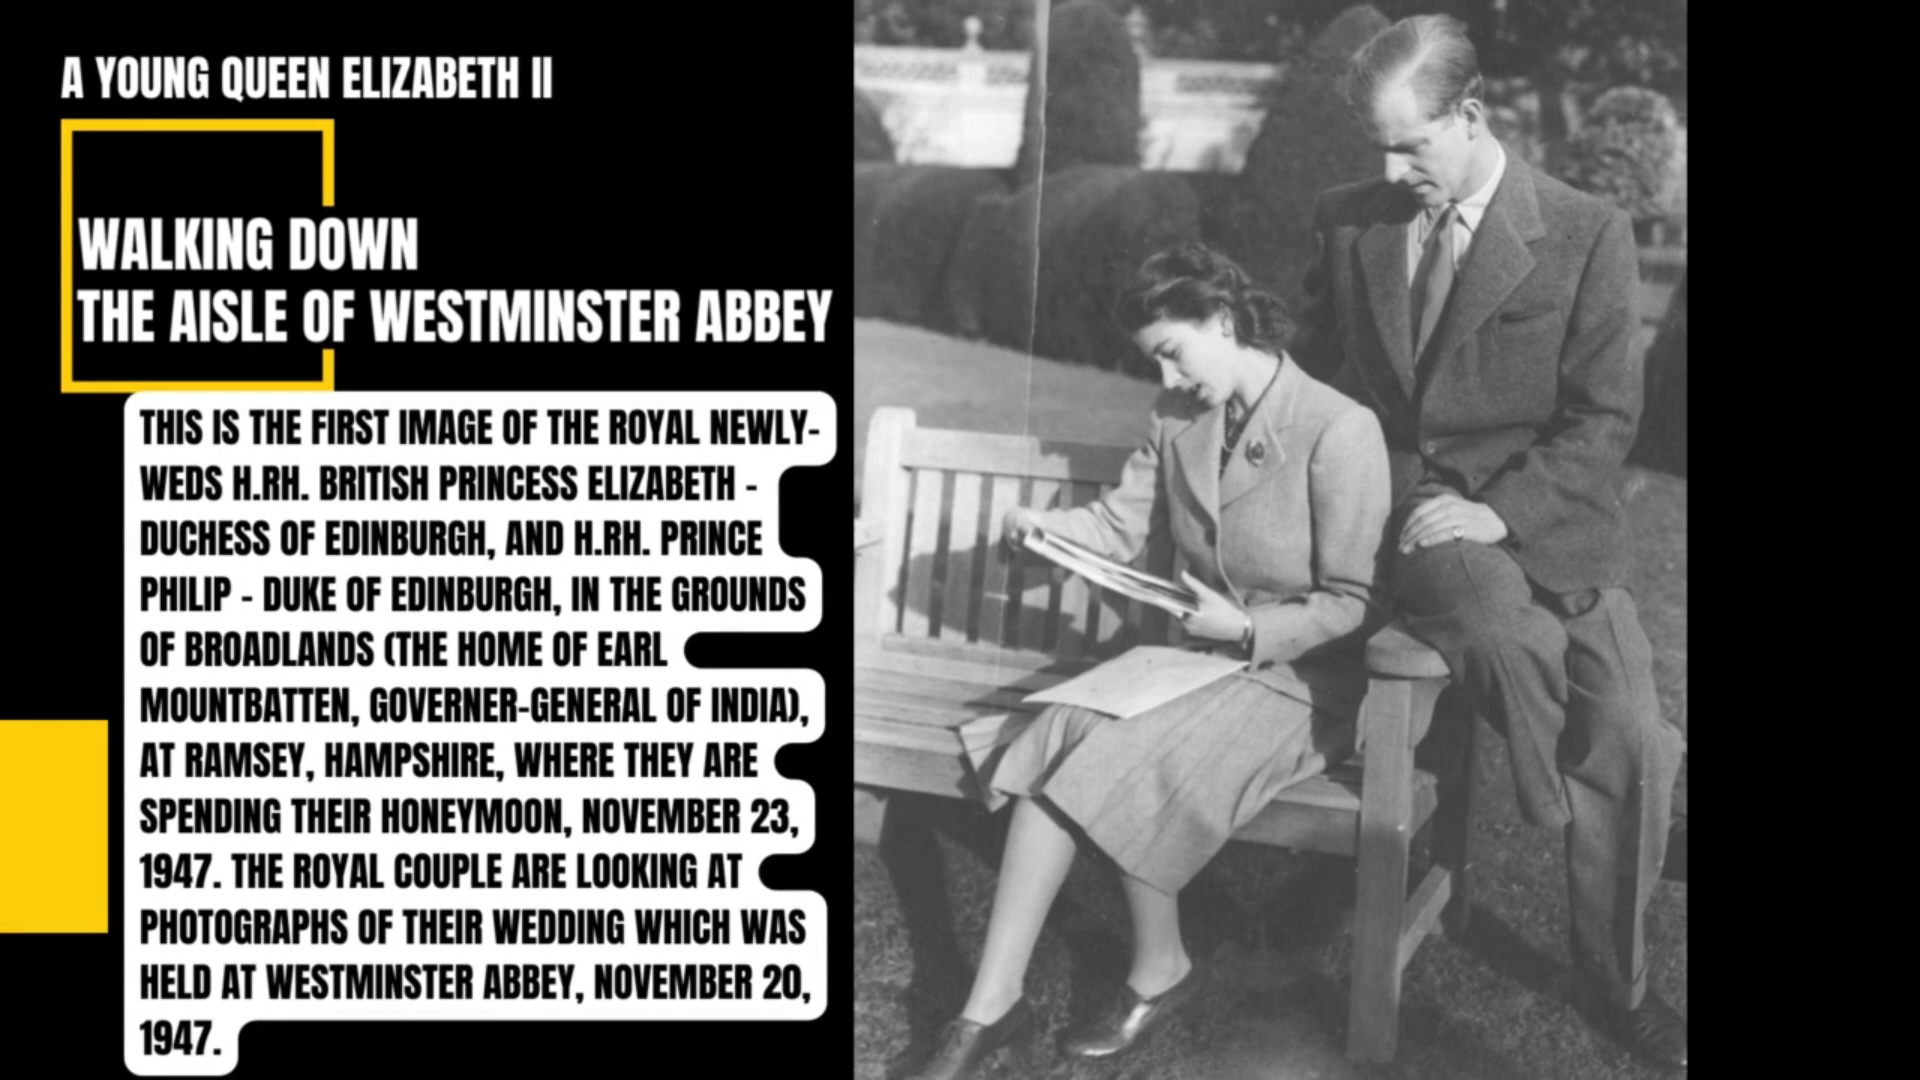 A YOUNG QUEEN ELIZABETH II
WALKING DOWN
THE AISLE OF WESTMINSTER ABBEY
THIS IS THE FIRST IMAGE OF THE ROYAL NEWLY-
WEDS H.RH. BRITISH PRINCESS ELIZABETH -
DUCHESS OF EDINBURGH, AND H.RH. PRINCE
PHILIP - DUKE OF EDINBURGH, IN THE GROUNDS
OF BROADLANDS (THE HOME OF EARL
MOUNTBATTEN, GOVERNER-GENERAL OF INDIA),
AT RAMSEY, HAMPSHIRE, WHERE THEY ARE
SPENDING THEIR HONEYMOON, NOVEMBER 23,
1947. THE ROYAL COUPLE ARE LOOKING AT
PHOTOGRAPHS OF THEIR WEDDING WHICH WAS
HELD AT WESTMINSTER ABBEY, NOVEMBER 20,
1947.